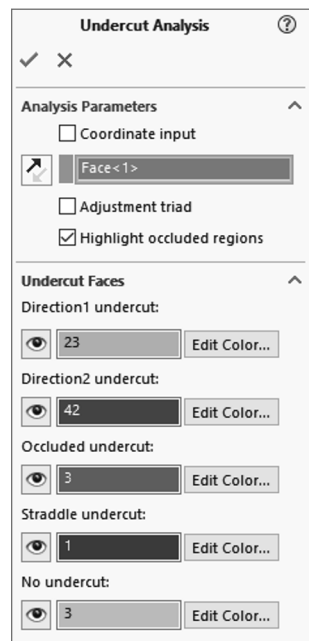 Undercut Analysis
Analysis Parameters
Coordinate input
Face<1>
Adjustment triad
Highlight occluded regions
Undercut Faces
Direction1 undercut:
23 Edit Color...
Direction2 undercut:
42 Edit Color...
Occluded undercut:
3 Edit Color...
Straddle undercut:
1 Edit Color...
No undercut:
3 Edit Color...